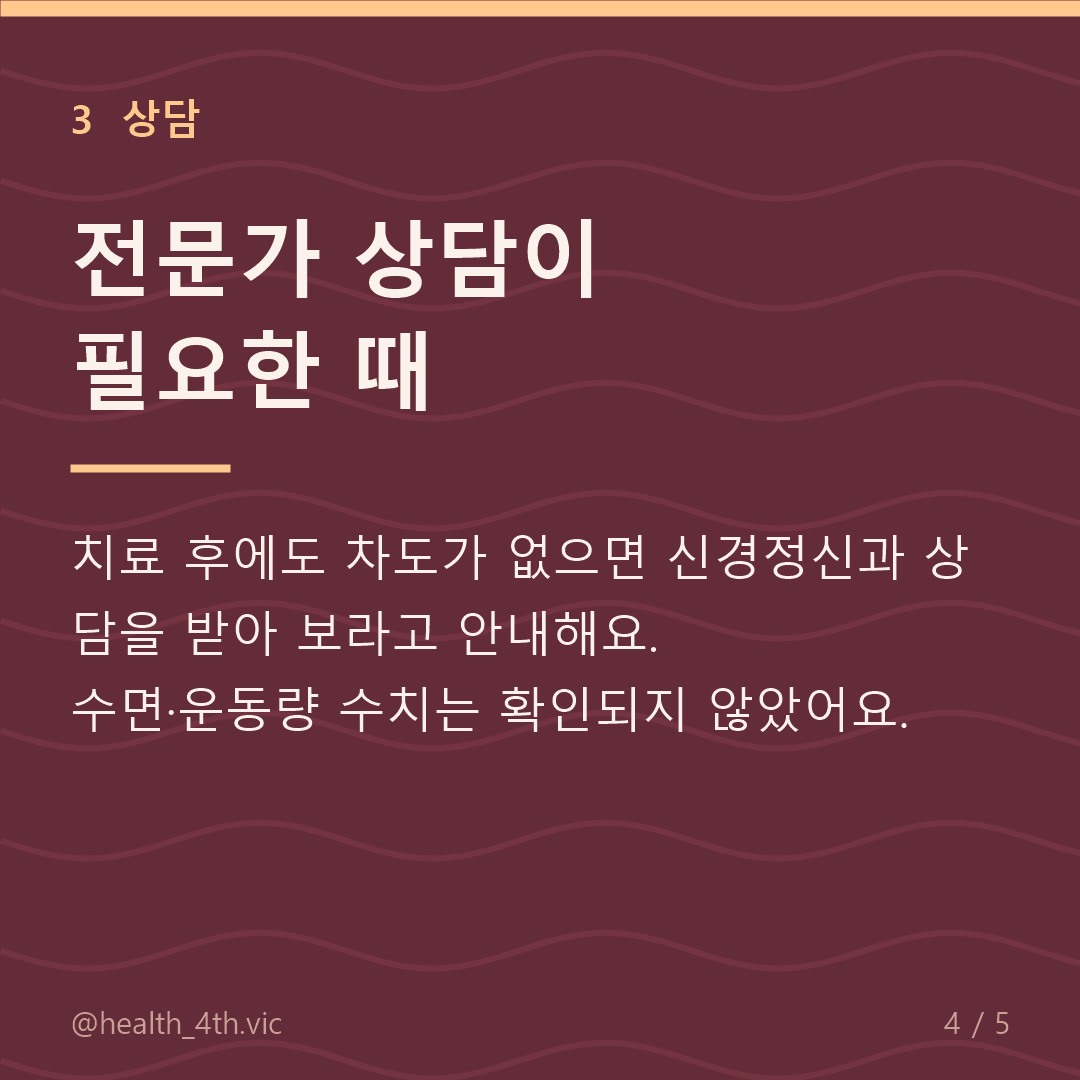 3 상담
전문가 상담이
필요한 때
치료 후에도 차도가 없으면 신경정신과 상
담을 받아 보라고 안내해요.
수면·운동량 수치는 확인되지 않았어요.
@health_4th.vic
4 / 5